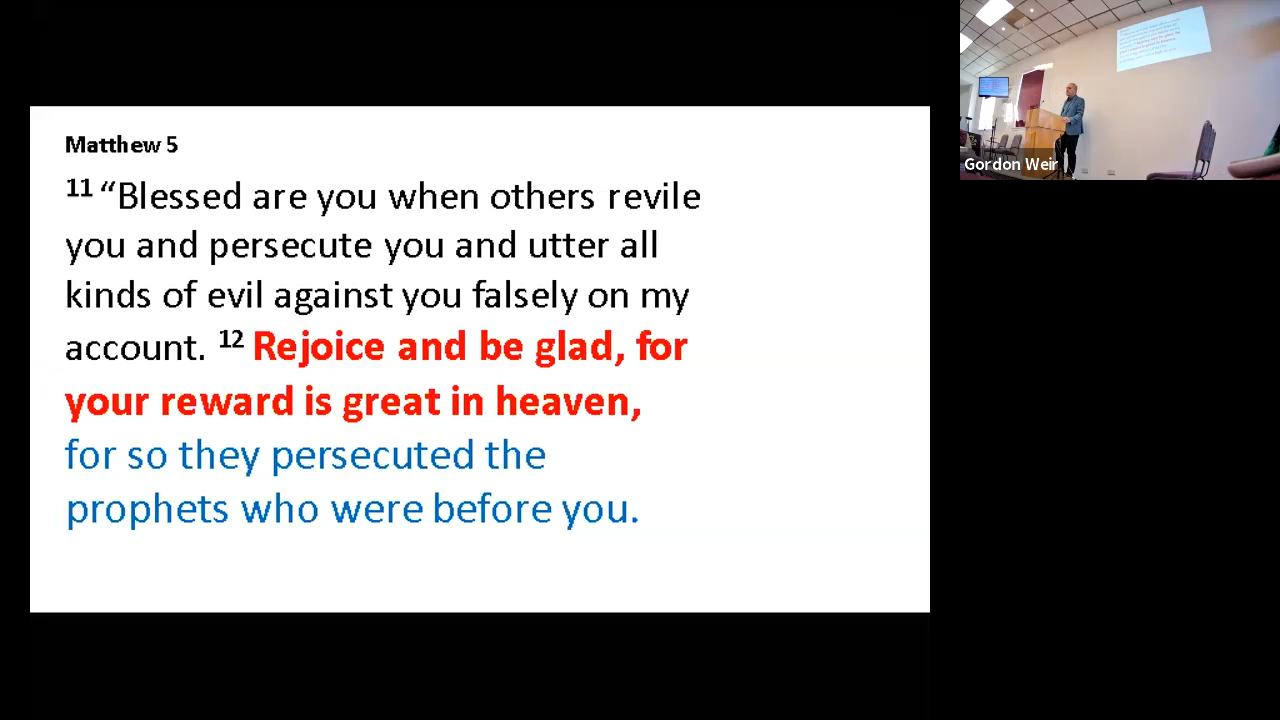 Matthew 5
11 “Blessed are you when others revile
you and persecute you and utter all
kinds of evil against you falsely on my
account. 12 Rejoice and be glad, for
your reward is great in heaven,
for so they persecuted the
prophets who were before you.
Gordon Weir